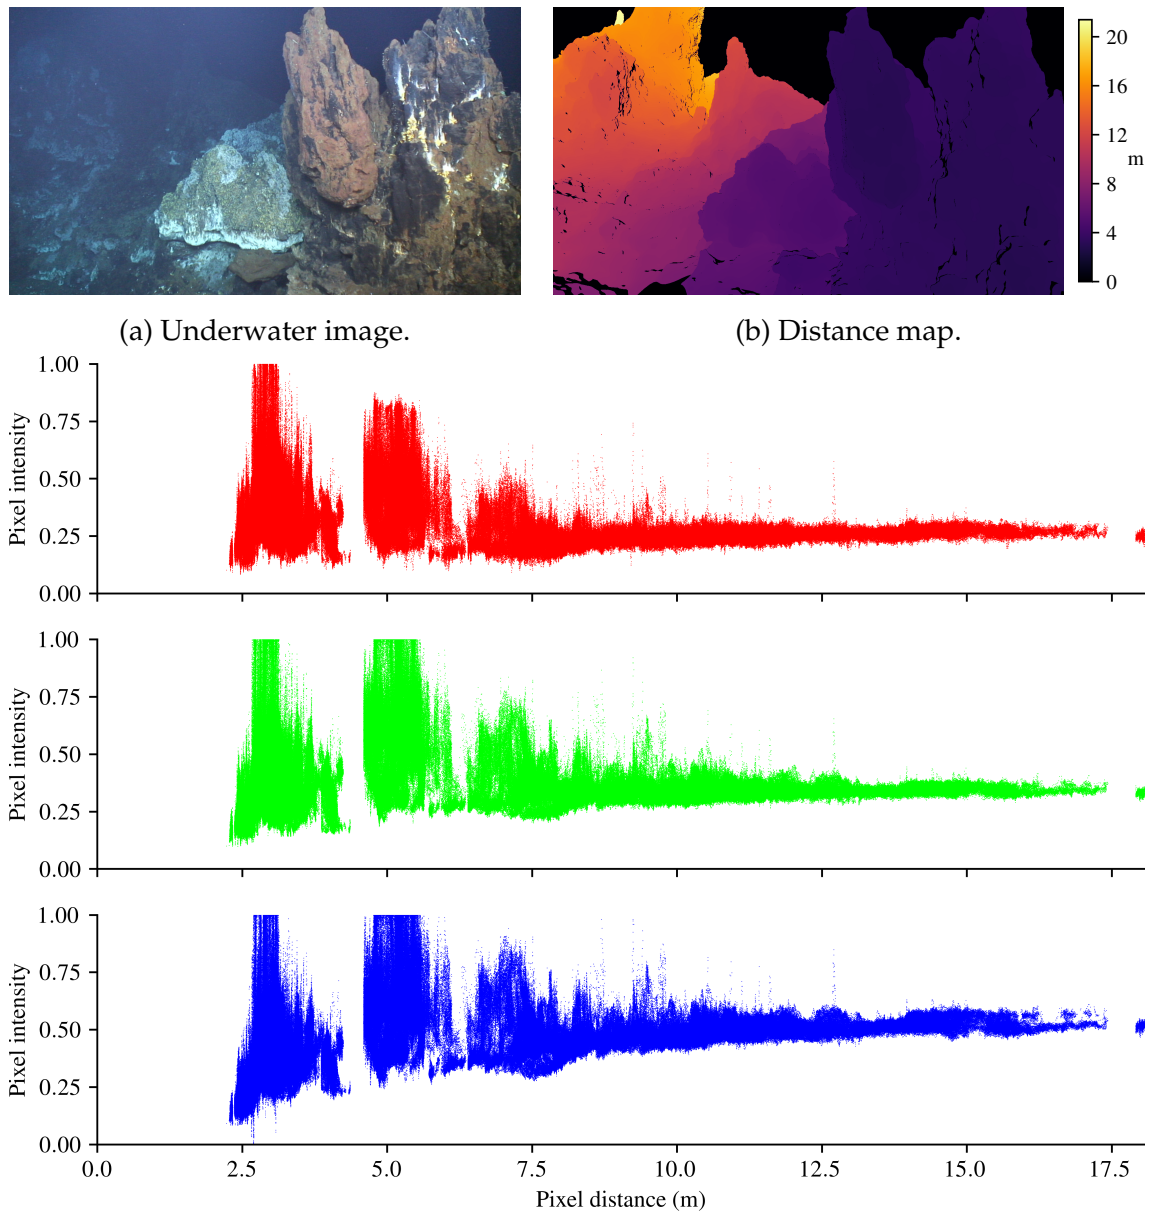 20
16
12
m
8
4
0
(a) Underwater image.
(b) Distance map.
1.00
0.75
0.50
0.25
0.00
Pixel intensity
1.00
0.75
0.50
0.25
0.00
Pixel intensity
1.00
0.75
0.50
0.25
0.00
Pixel intensity
0.0 2.5 5.0 7.5 10.0 12.5 15.0 17.5
Pixel distance (m)